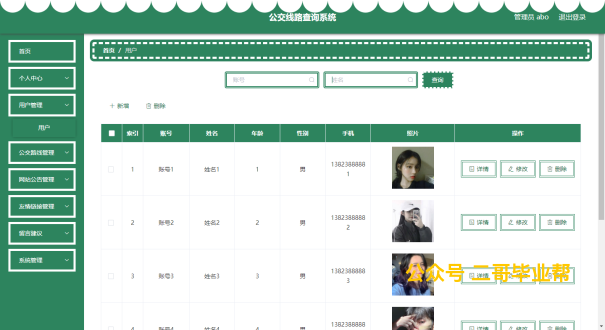 公交线路查询系统
管理员 abo 退出登录
首页
个人中心
用户管理
用户
公交路线管理
网站公告管理
友情链接管理
留言建议
系统管理
首页 / 用户
账号 姓名 查询
+ 新增 删除
索引 账号 姓名 年龄 性别 手机 照片 操作
1 账号1 姓名1 1 男 13823888881 详情 修改 删除
2 账号2 姓名2 2 男 13823888882 详情 修改 删除
3 账号3 姓名3 3 男 13823888883 详情 修改 删除
公众号 二哥毕业帮
4 账号4 姓名4 4 男 1382388888